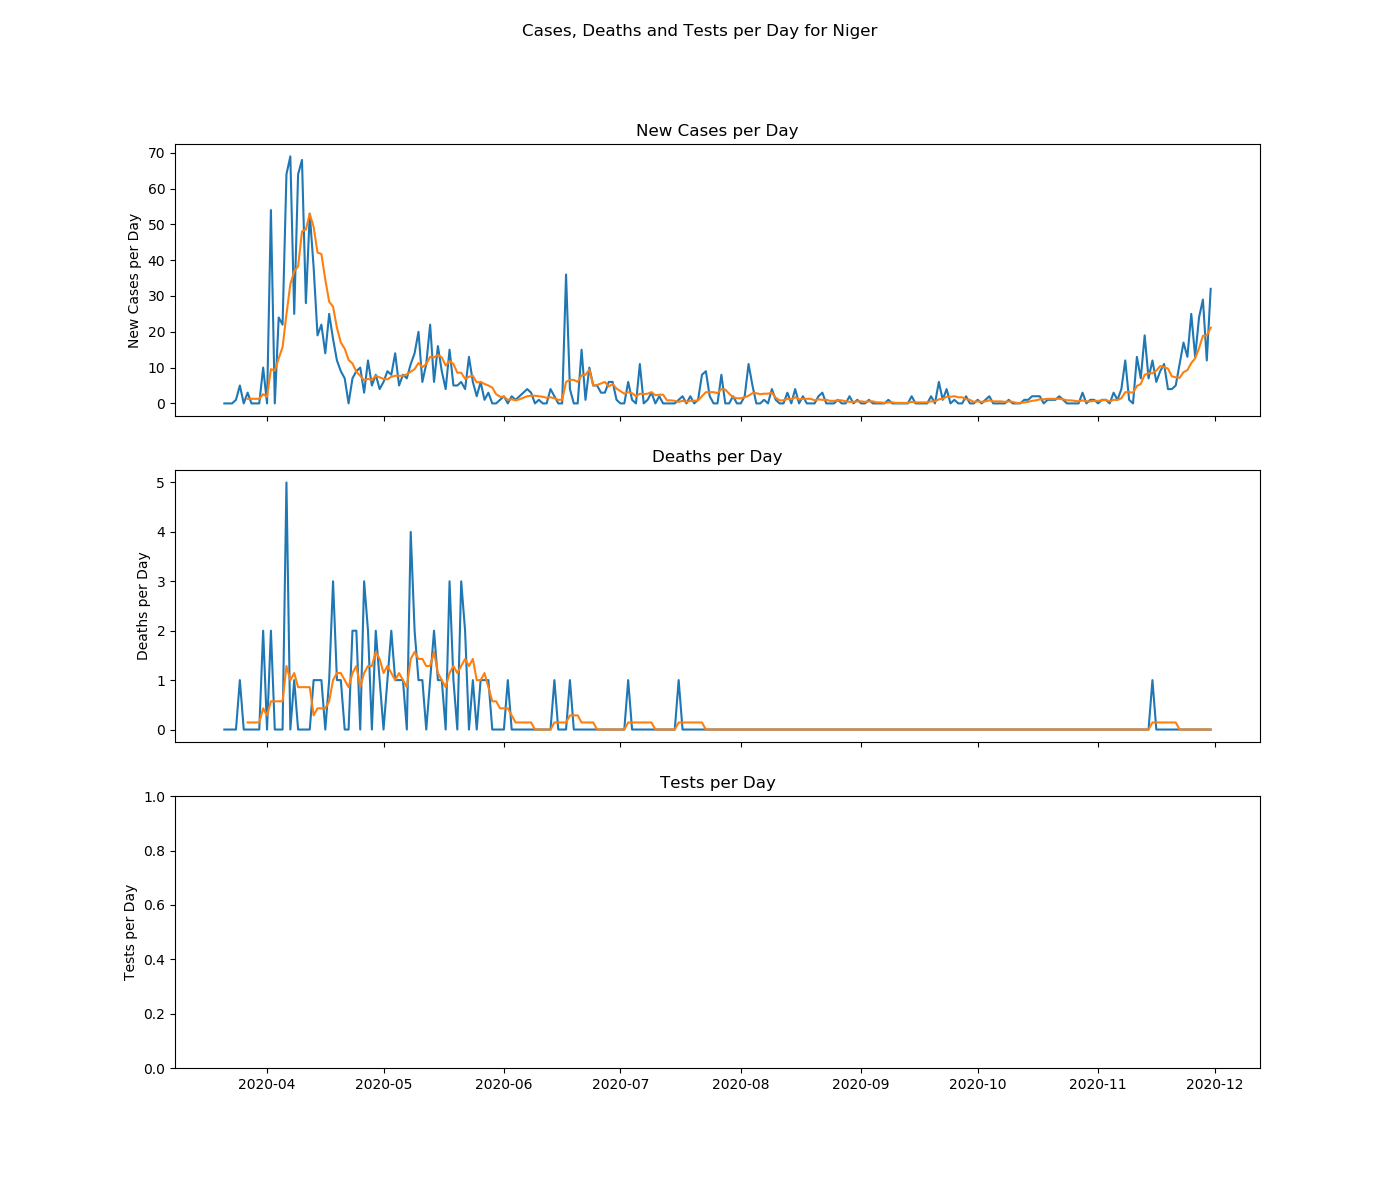 Cases, Deaths and Tests per Day for Niger
New Cases per Day
New Cases per Day
70
60
50
40
30
20
10
0
Deaths per Day
Deaths per Day
5
4
3
2
1
0
Tests per Day
Tests per Day
1.0
0.8
0.6
0.4
0.2
0.0
2020-04 2020-05 2020-06 2020-07 2020-08 2020-09 2020-10 2020-11 2020-12